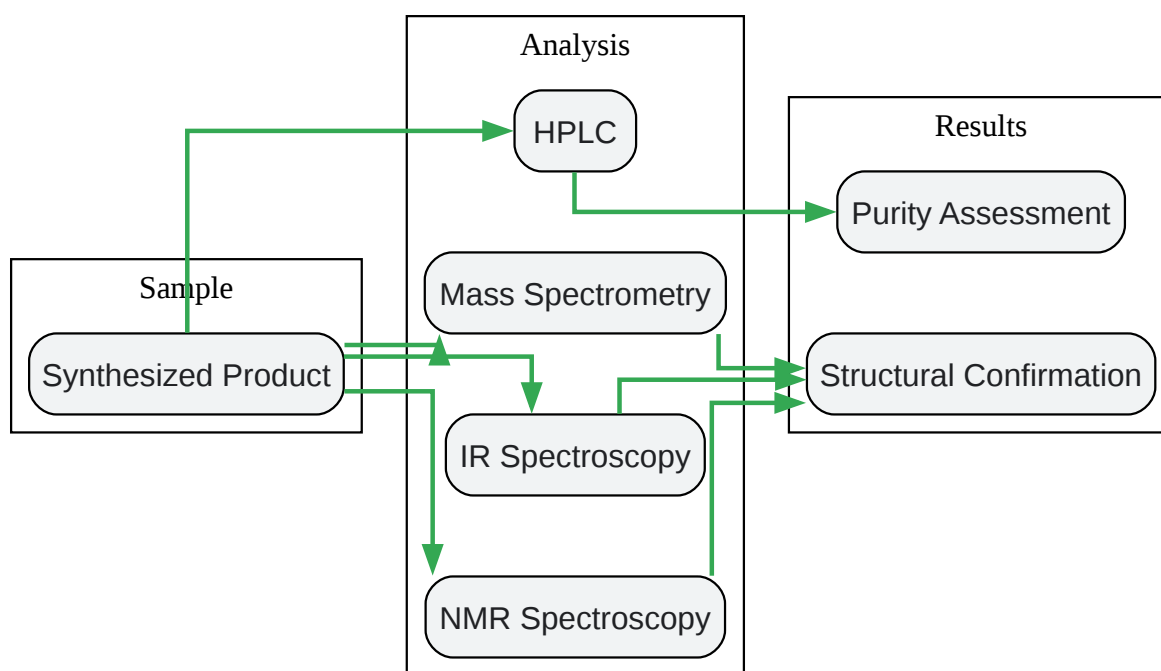 Sample
Synthesized Product
Analysis
HPLC
Mass Spectrometry
IR Spectroscopy
NMR Spectroscopy
Results
Purity Assessment
Structural Confirmation